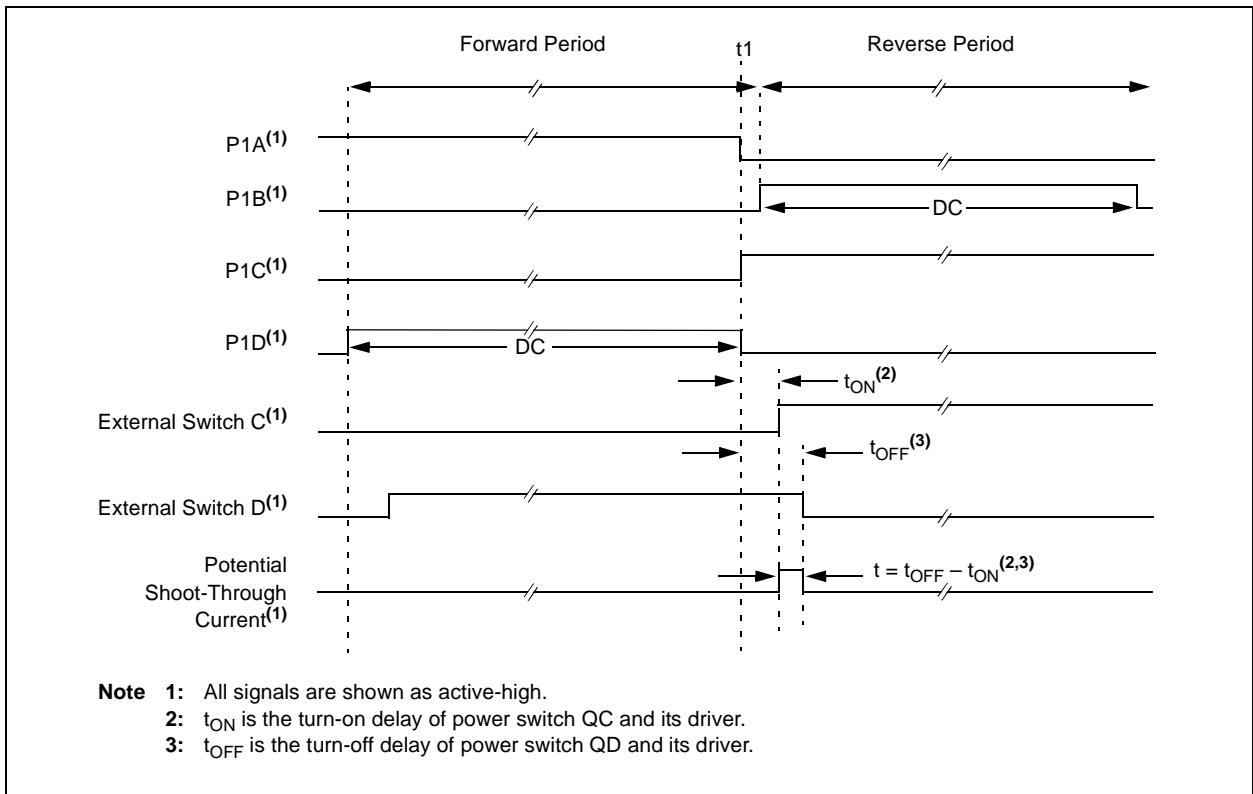 Forward Period
t1
Reverse Period
P1A(1)
P1B(1)
DC
P1C(1)
P1D(1)
DC
tON(2)
External Switch C(1)
tOFF(3)
External Switch D(1)
Potential
Shoot-Through
Current(1)
t = tOFF – tON(2,3)
Note 1: All signals are shown as active-high.
2: tON is the turn-on delay of power switch QC and its driver.
3: tOFF is the turn-off delay of power switch QD and its driver.